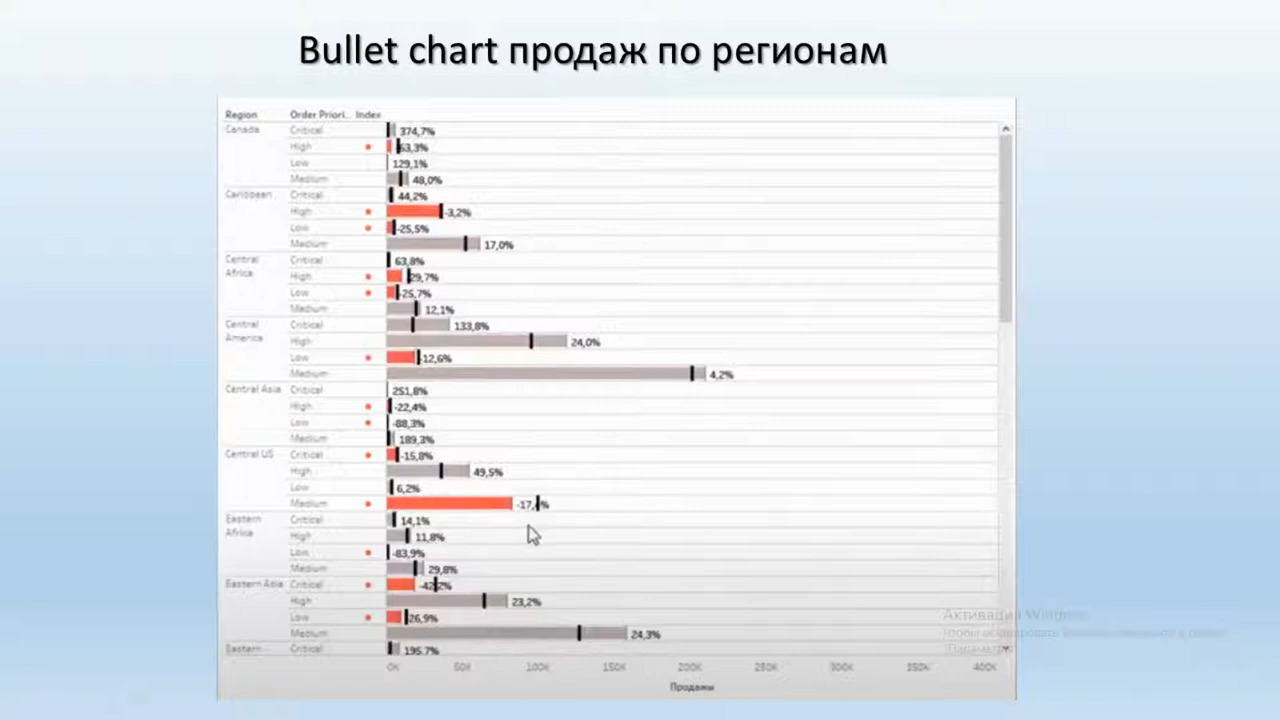 Bullet chart продаж по регионам
Region Order Priori... Index
Canada Critical 374,7%
High 53,3%
Low 129,1%
Medium 48,0%
Caribbean Critical 44,2%
High -3,2%
Low -25,5%
Medium 17,0%
Central Critical 63,8%
Africa High 29,7%
Low -25,7%
Medium 12,1%
Central Critical 133,8%
America High 24,0%
Low -12,6%
Medium 4,2%
Central Asia Critical 251,8%
High -22,4%
Low -88,3%
Medium 189,3%
Central US Critical -15,8%
High 49,5%
Low 6,2%
Medium
Eastern Critical 14,1%
Africa High 11,8%
Low -83,9%
Medium 29,8%
Eastern Asia Critical
High 23,2%
Low 26,9%
Medium 24,3%
Eastern Critical 195,7%
0K 50K 100K 150K 200K 250K 300K 350K 400K
Продажи
Активация Windows